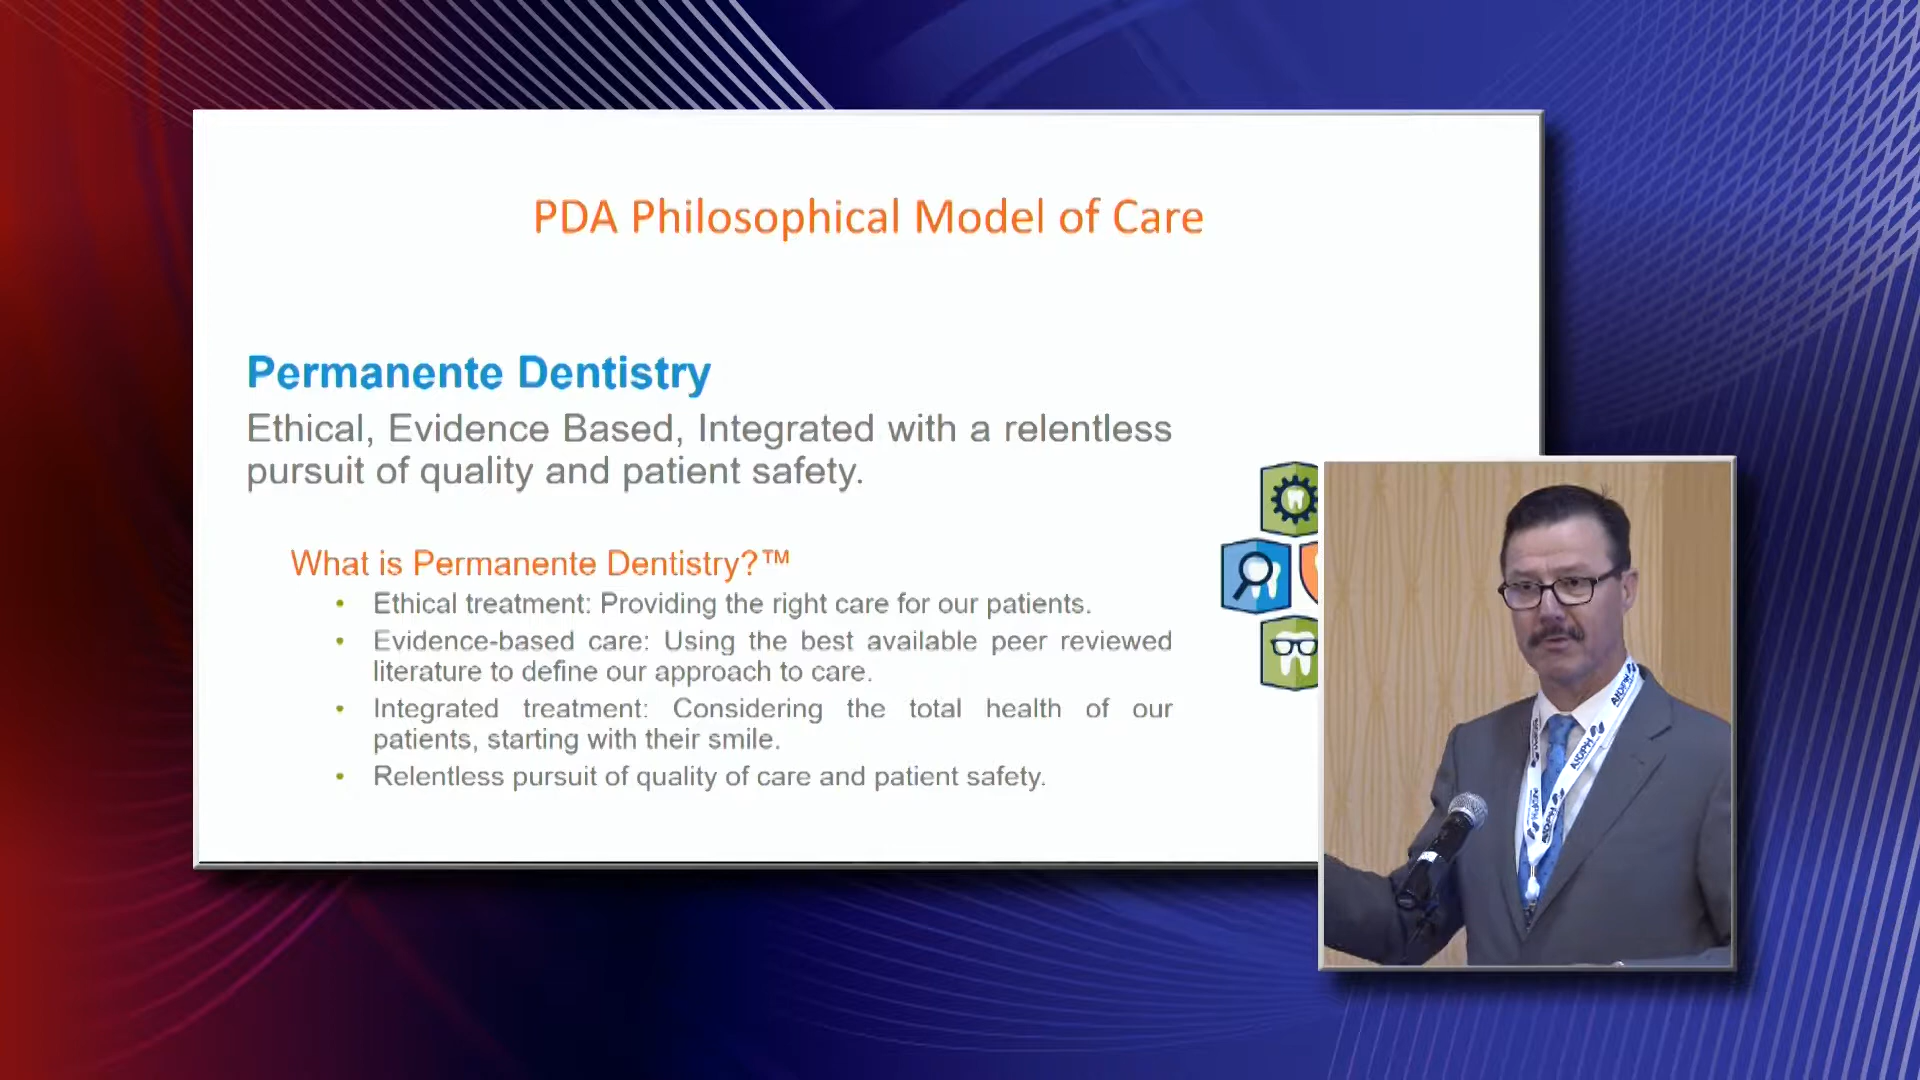 PDA Philosophical Model of Care
Permanente Dentistry
Ethical, Evidence Based, Integrated with a relentless
pursuit of quality and patient safety.
What is Permanente Dentistry?™
• Ethical treatment: Providing the right care for our patients.
• Evidence-based care: Using the best available peer reviewed
literature to define our approach to care.
• Integrated treatment: Considering the total health of our
patients, starting with their smile.
• Relentless pursuit of quality of care and patient safety.